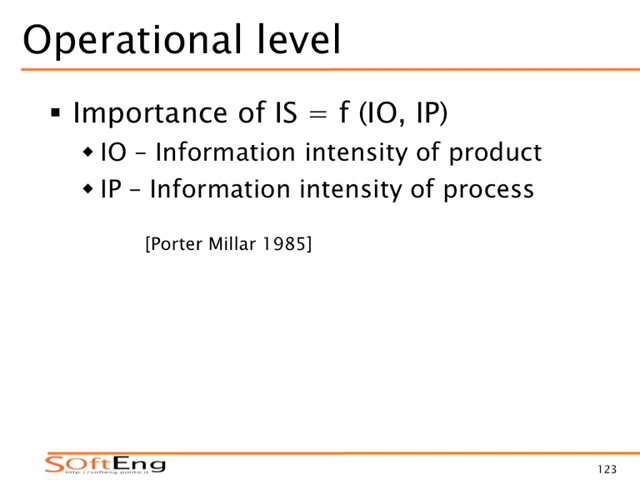 Operational level
▪ Importance of IS = f (IO, IP)
◆ IO – Information intensity of product
◆ IP – Information intensity of process
[Porter Millar 1985]
SOftEng
http://softeng.polito.it
123